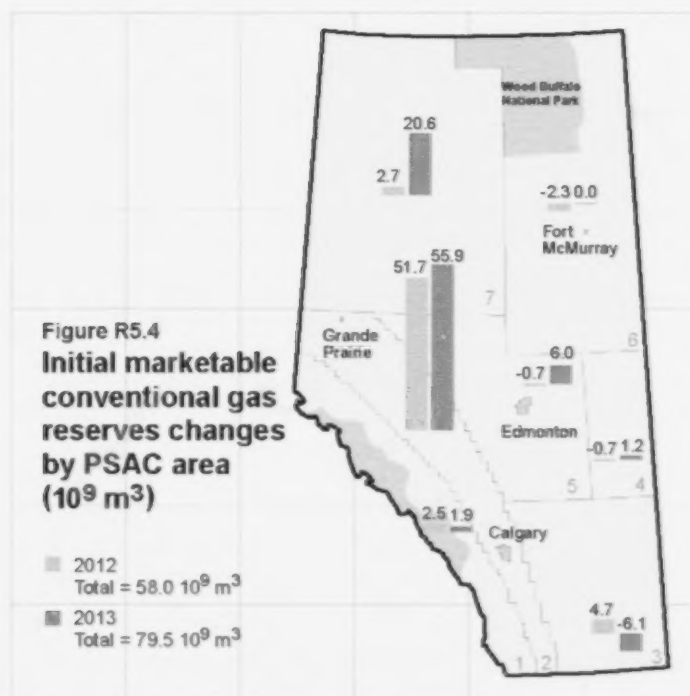 Wood Buffalo
National Park
20.6
2.7
-2.3 0.0
Fort
McMurray
51.7 55.9
7
Grande
Prairie
6
6.0
-0.7
Edmonton
-0.7 1.2
5
4
2.5 1.9
Calgary
4.7
-6.1
1 2
3
Figure R5.4
Initial marketable
conventional gas
reserves changes
by PSAC area
(10⁹ m³)
2012
Total = 58.0 10⁹ m³
2013
Total = 79.5 10⁹ m³